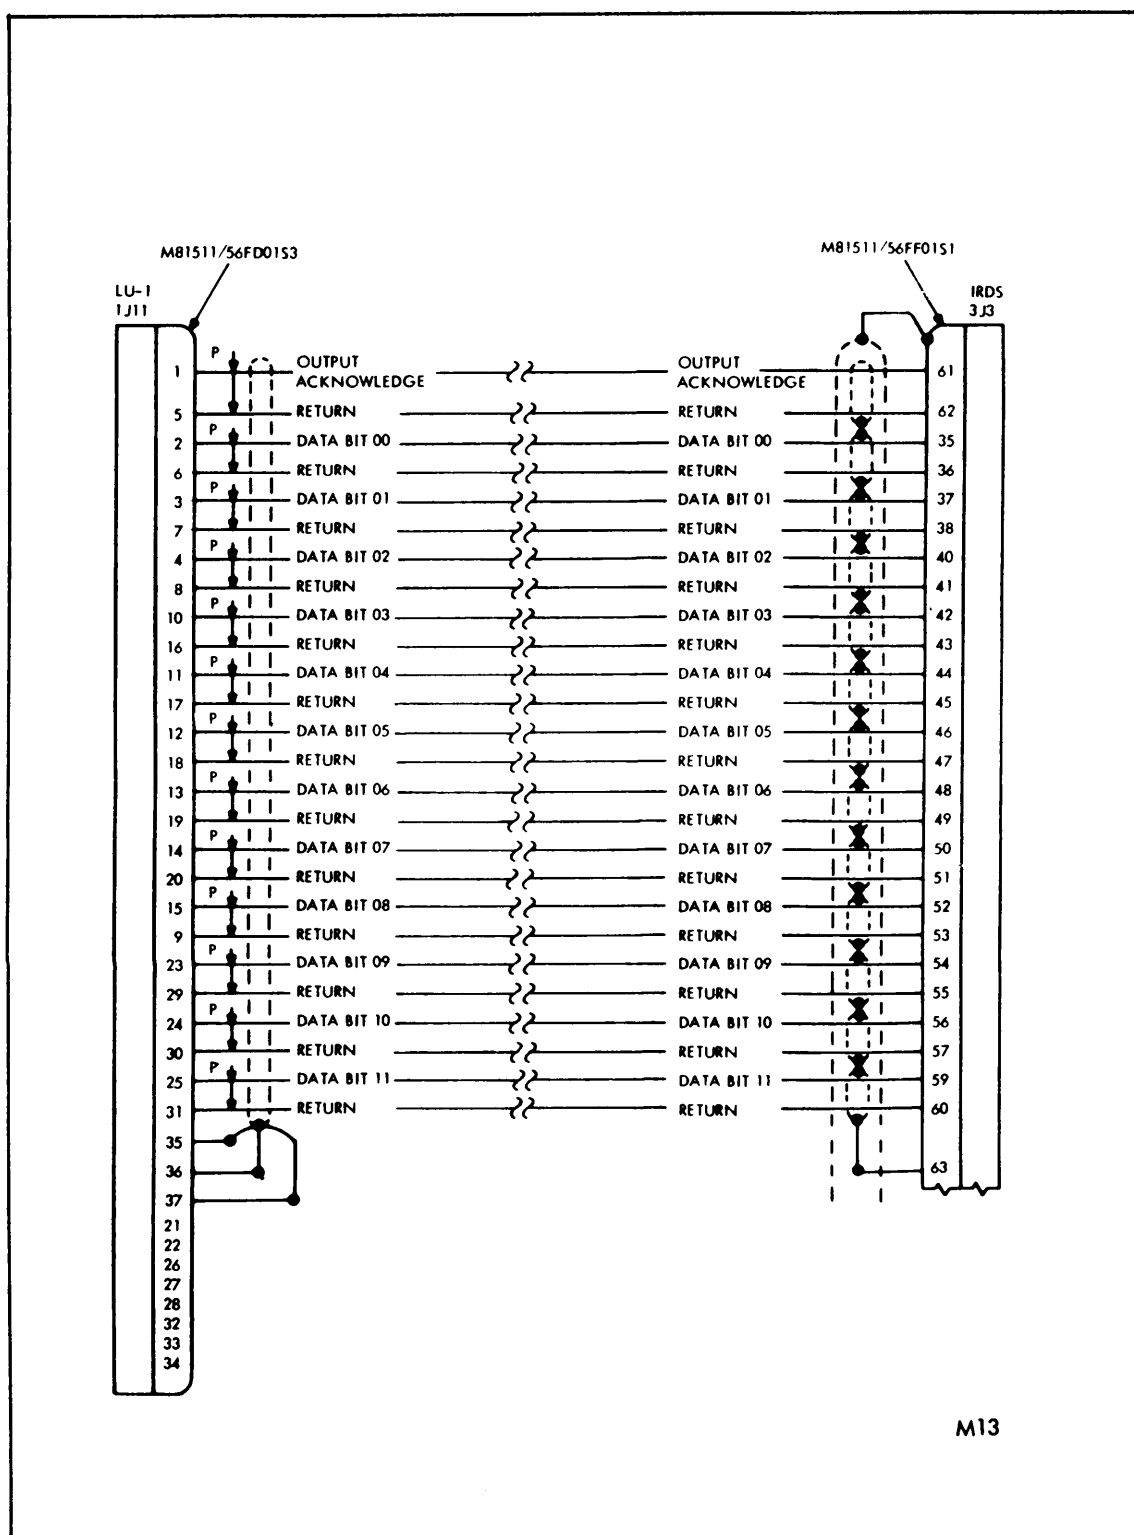 M81511/56FD01S3 M81511/56FF01S1
LU-1 IRDS
1J11 3J3
P
1 OUTPUT ACKNOWLEDGE OUTPUT ACKNOWLEDGE 61
5 RETURN RETURN 62
P
2 DATA BIT 00 DATA BIT 00 35
6 RETURN RETURN 36
P
3 DATA BIT 01 DATA BIT 01 37
7 RETURN RETURN 38
P
4 DATA BIT 02 DATA BIT 02 40
8 RETURN RETURN 41
P
10 DATA BIT 03 DATA BIT 03 42
16 RETURN RETURN 43
P
11 DATA BIT 04 DATA BIT 04 44
17 RETURN RETURN 45
P
12 DATA BIT 05 DATA BIT 05 46
18 RETURN RETURN 47
P
13 DATA BIT 06 DATA BIT 06 48
19 RETURN RETURN 49
P
14 DATA BIT 07 DATA BIT 07 50
20 RETURN RETURN 51
P
15 DATA BIT 08 DATA BIT 08 52
9 RETURN RETURN 53
P
23 DATA BIT 09 DATA BIT 09 54
29 RETURN RETURN 55
P
24 DATA BIT 10 DATA BIT 10 56
30 RETURN RETURN 57
P
25 DATA BIT 11 DATA BIT 11 59
31 RETURN RETURN 60
35
36 63
37
21
22
26
27
28
32
33
34
M13